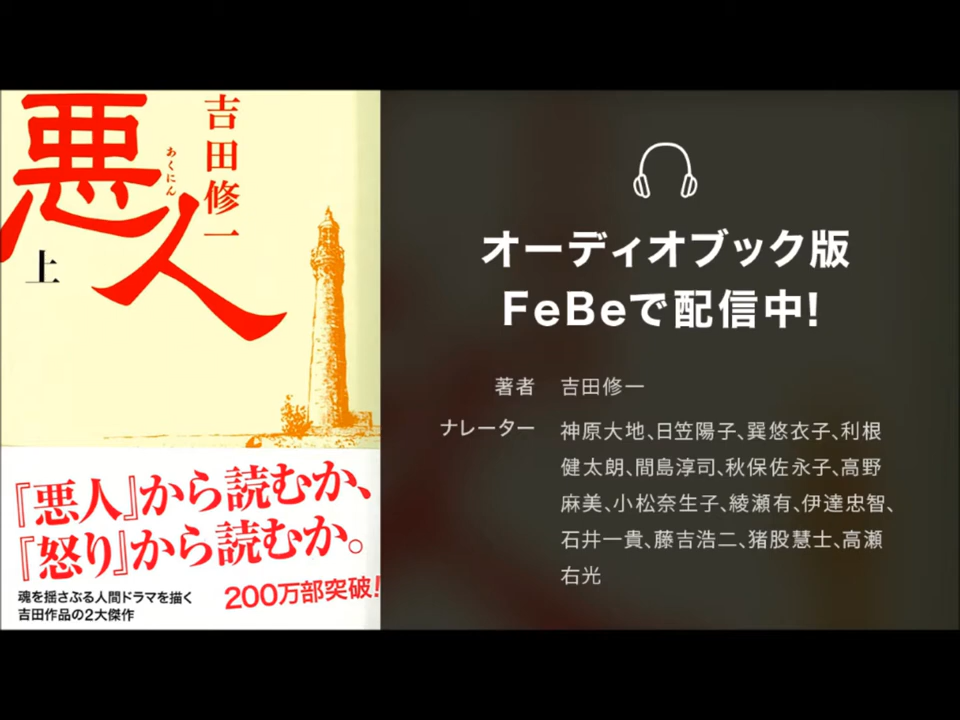 悪人
あくにん
吉田修一
上
『悪人』から読むか、
『怒り』から読むか。
魂を揺さぶる人間ドラマを描く
吉田作品の2大傑作
200万部突破!
オーディオブック版
FeBeで配信中!
著者 吉田修一
ナレーター 神原大地、日笠陽子、巽悠衣子、利根
健太朗、間島淳司、秋保佐永子、高野
麻美、小松奈生子、綾瀬有、伊達忠智、
石井一貴、藤吉浩二、猪股慧士、高瀬
右光